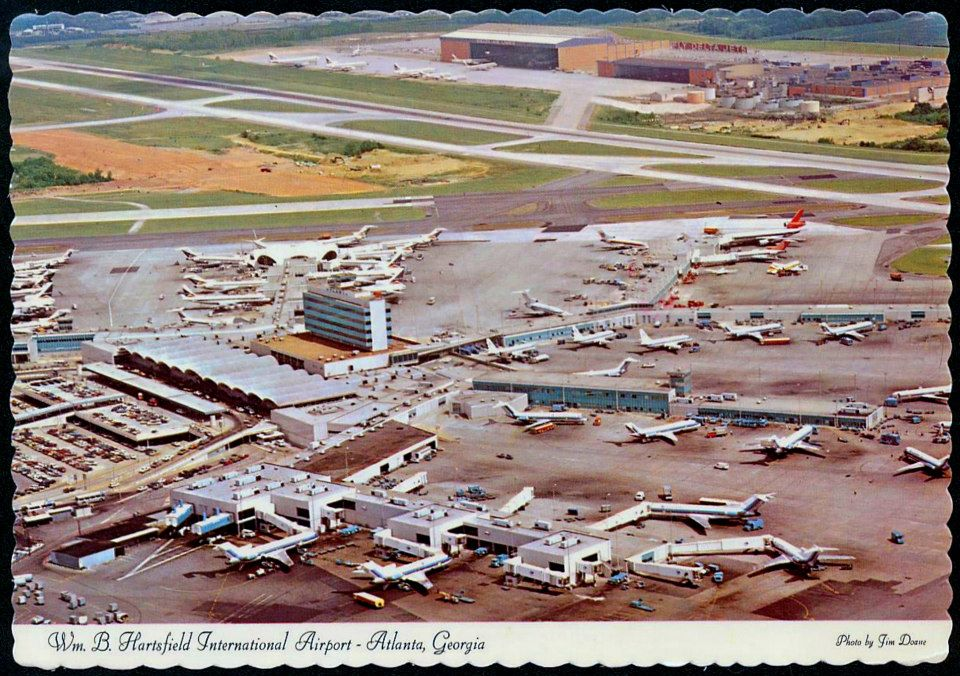 FLY DELTA JETS
Wm. B. Hartsfield International Airport - Atlanta, Georgia
Photo by Jim Doane